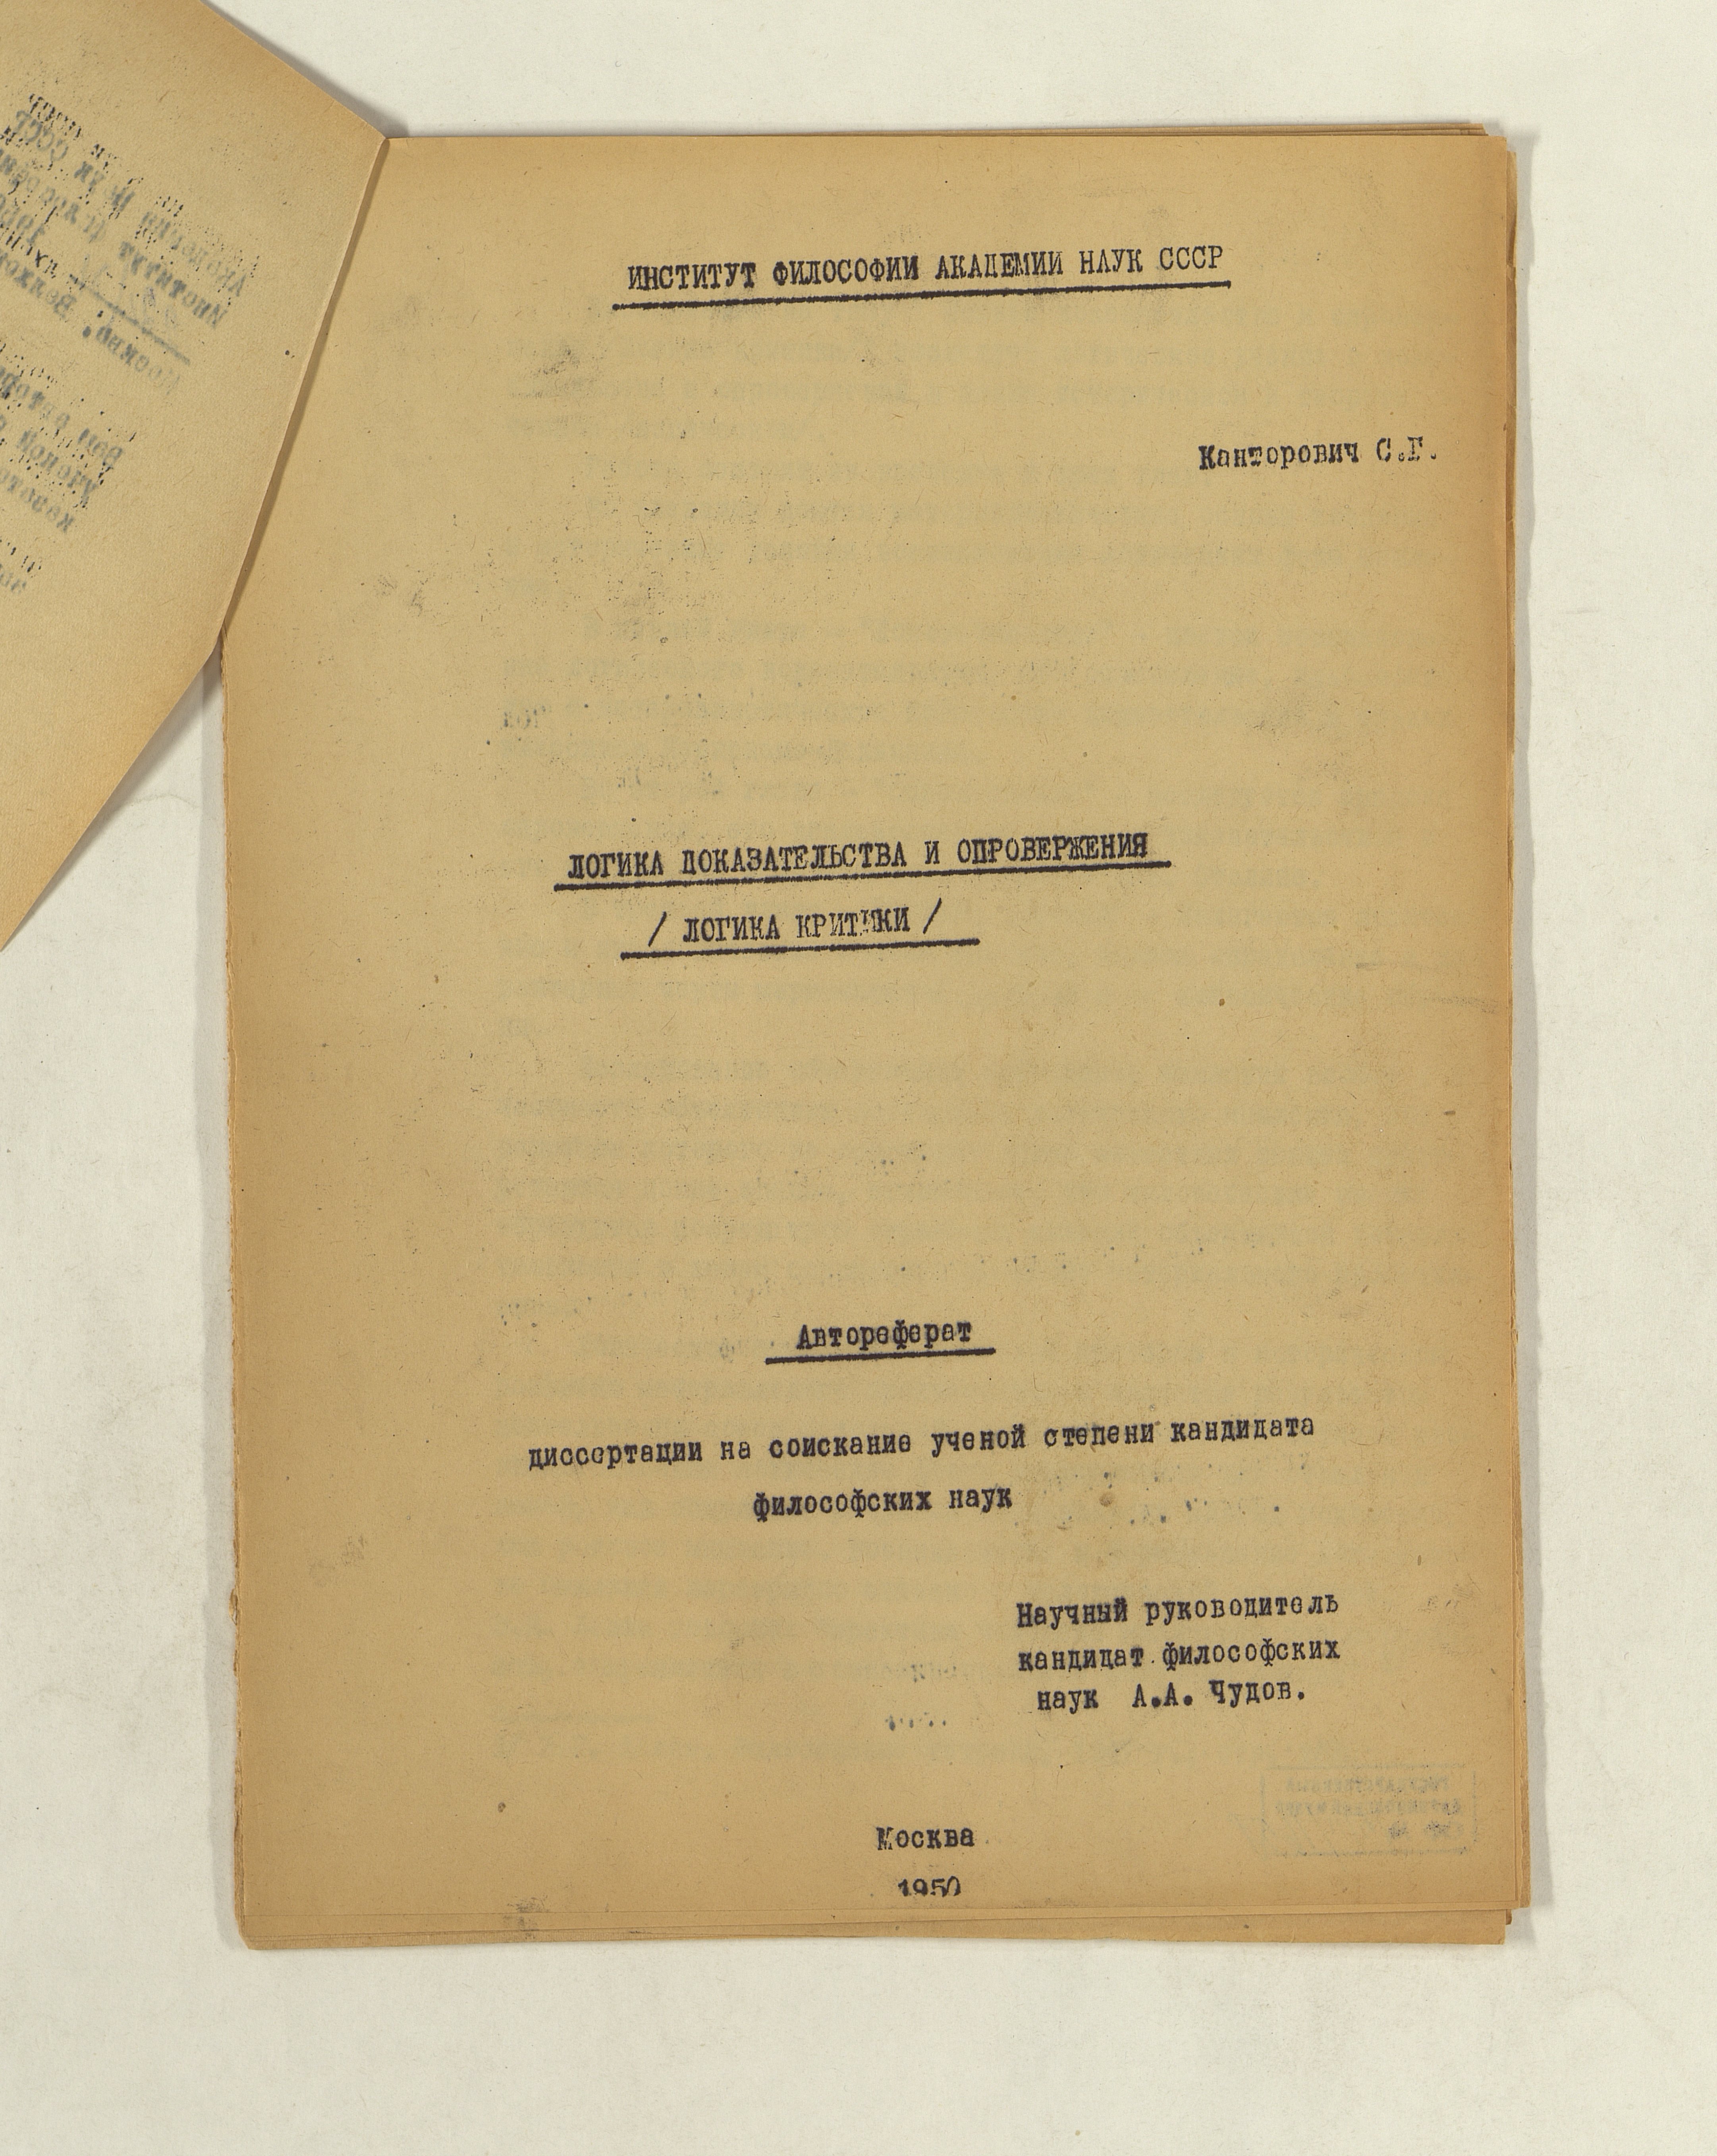 ИНСТИТУТ ФИЛОСОФИИ АКАДЕМИИ НАУК СССР
Канторович С.Г.
ЛОГИКА ДОКАЗАТЕЛЬСТВА И ОПРОВЕРЖЕНИЯ
/ ЛОГИКА КРИТИКИ /
Автореферат
диссертации на соискание ученой степени кандидата
философских наук
Научный руководитель
кандидат философских
наук А.А. Чудов.
Москва
1950